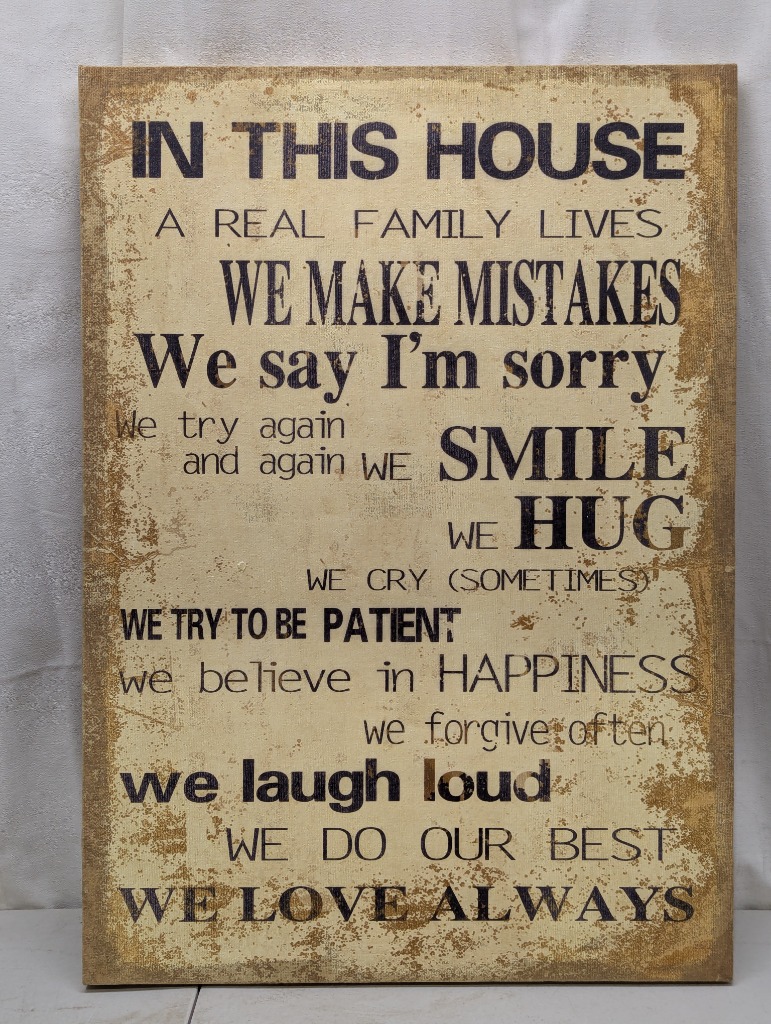 IN THIS HOUSE
A REAL FAMILY LIVES
WE MAKE MISTAKES
We say I'm sorry
We try again
and again WE SMILE
WE HUG
WE CRY (SOMETIMES)
WE TRY TO BE PATIENT
we believe in HAPPINESS
we forgive often
we laugh loud
WE DO OUR BEST
WE LOVE ALWAYS